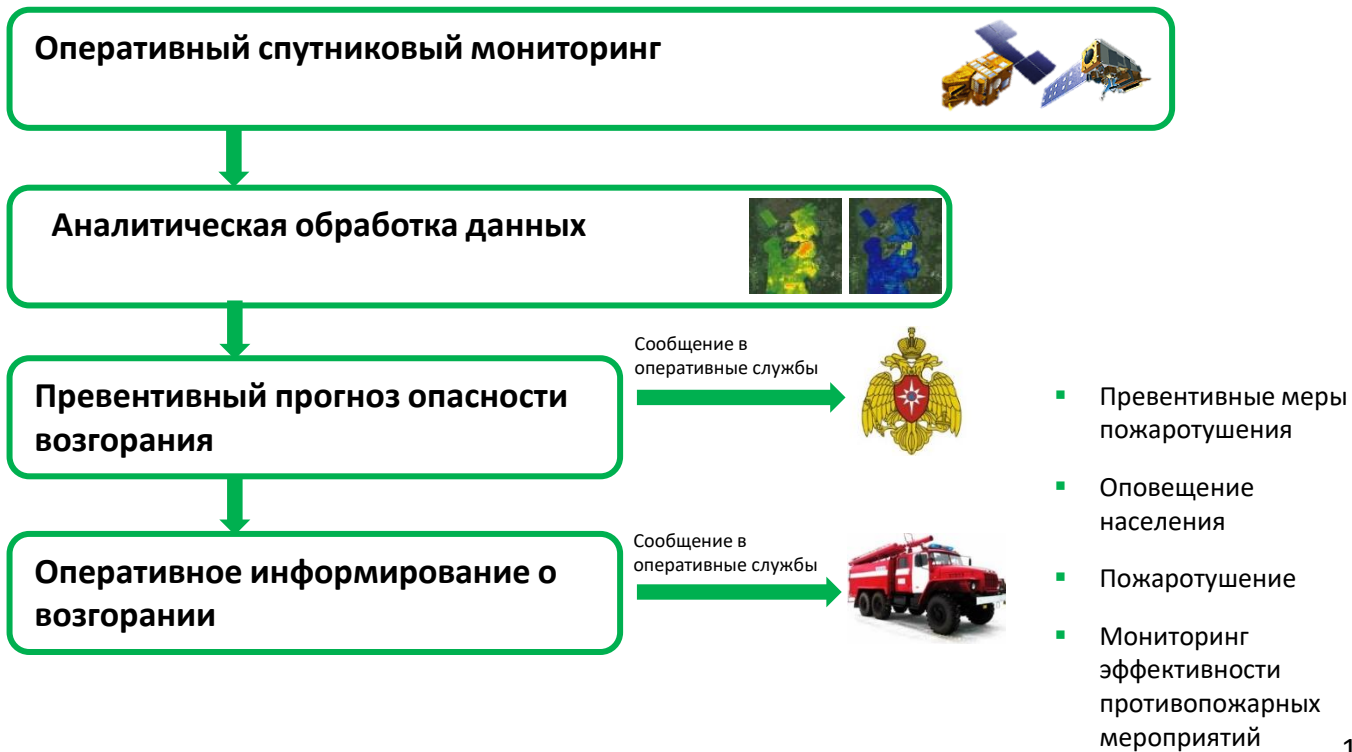 Оперативный спутниковый мониторинг
Аналитическая обработка данных
Превентивный прогноз опасности
возгорания
Сообщение в
оперативные службы
Оперативное информирование о
возгорании
Сообщение в
оперативные службы
Превентивные меры
пожаротушения
Оповещение
населения
Пожаротушение
Мониторинг
эффективности
противопожарных
мероприятий
1